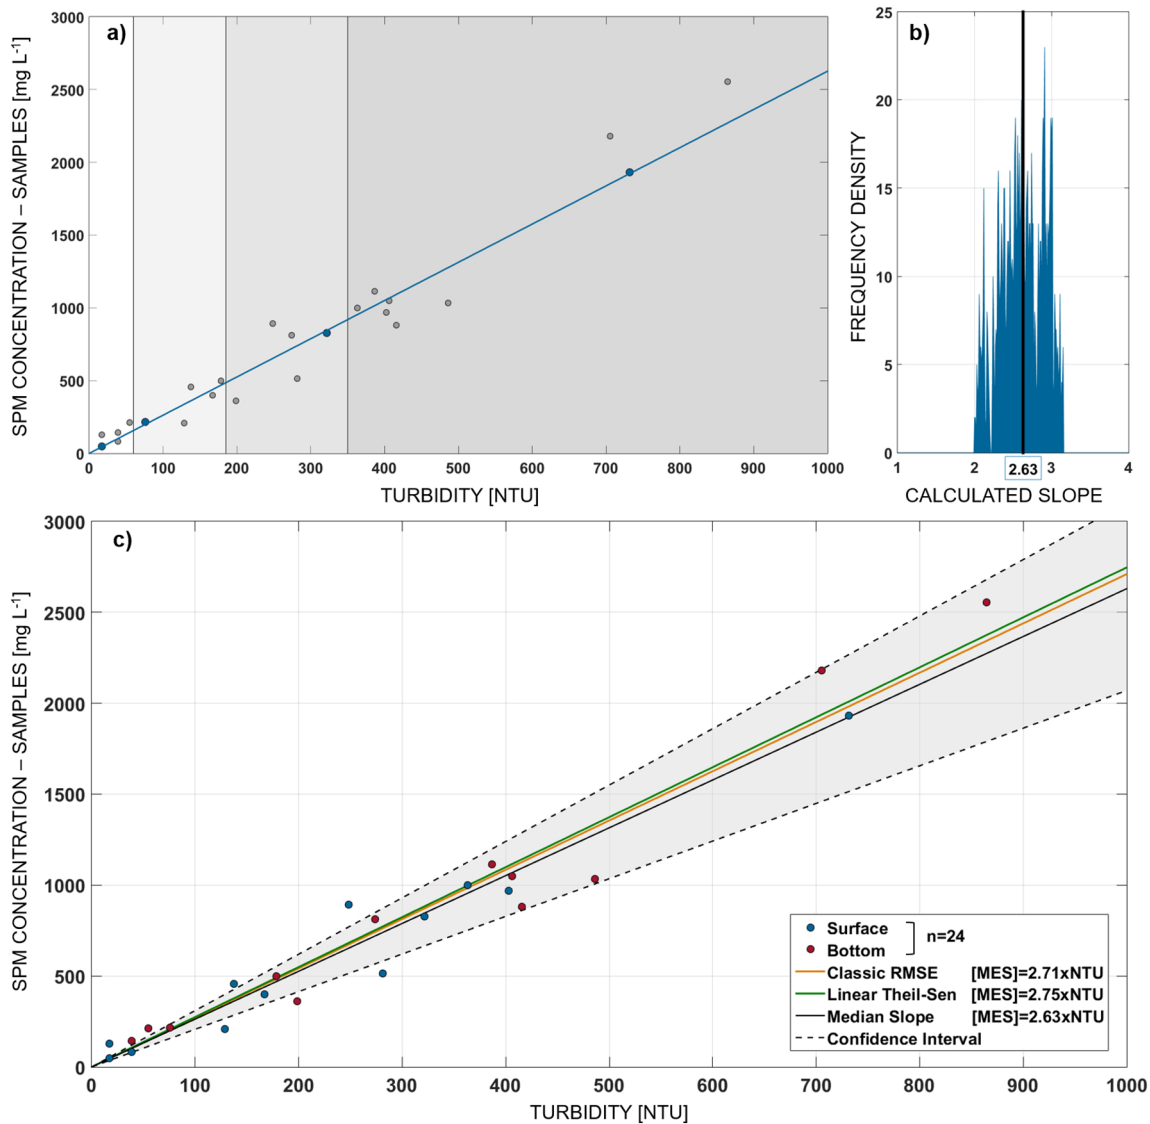 a)
SPM CONCENTRATION – SAMPLES [mg L-1]
3000
2500
2000
1500
1000
500
0
0 100 200 300 400 500 600 700 800 900 1000
TURBIDITY [NTU]
b)
FREQUENCY DENSITY
25
20
15
10
5
0
1 2 2.63 3 4
CALCULATED SLOPE
c)
SPM CONCENTRATION – SAMPLES [mg L-1]
3000
2500
2000
1500
1000
500
0
Surface
n=24
Bottom
Classic RMSE [MES]=2.71xNTU
Linear Theil-Sen [MES]=2.75xNTU
Median Slope [MES]=2.63xNTU
Confidence Interval
0 100 200 300 400 500 600 700 800 900 1000
TURBIDITY [NTU]